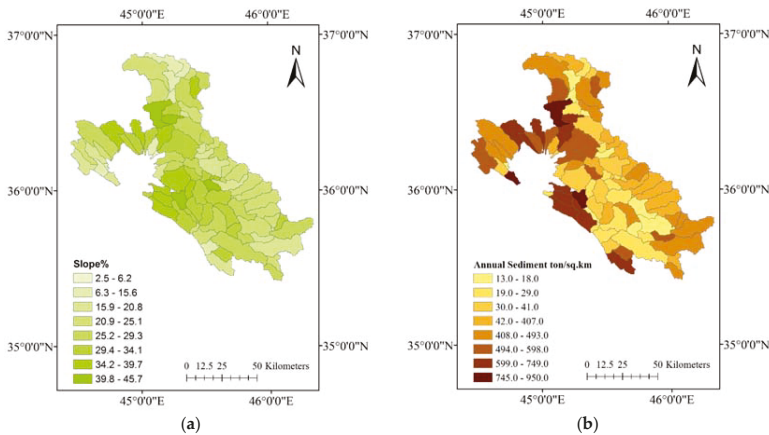 45°0'0"E
46°0'0"E
37°0'0"N
37°0'0"N
N
36°0'0"N
36°0'0"N
Slope%
2.5 - 6.2
6.3 - 15.6
15.9 - 20.8
20.9 - 25.1
25.2 - 29.3
29.4 - 34.1
34.2 - 39.7
39.8 - 45.7
35°0'0"N
35°0'0"N
0 12.5 25 50 Kilometers
45°0'0"E
46°0'0"E
(a)
45°0'0"E
46°0'0"E
37°0'0"N
37°0'0"N
N
36°0'0"N
36°0'0"N
Annual Sediment ton/sq.km
13.0 - 18.0
19.0 - 29.0
30.0 - 41.0
42.0 - 407.0
408.0 - 493.0
494.0 - 598.0
599.0 - 749.0
745.0 - 950.0
35°0'0"N
35°0'0"N
0 12.5 25 50 Kilometers
45°0'0"E
46°0'0"E
(b)